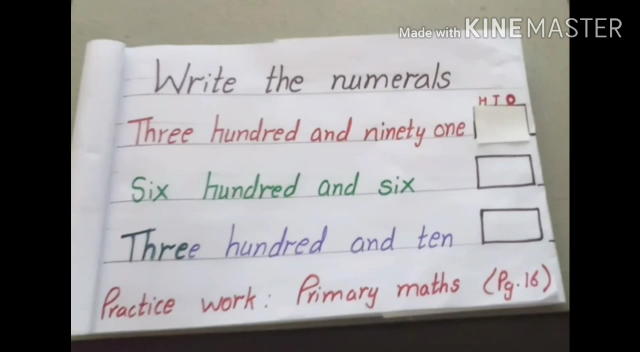 Made with KINEMASTER
Write the numerals
H T O
Three hundred and ninety one
Six hundred and six
Three hundred and ten
Practice work: Primary maths (Pg.16)